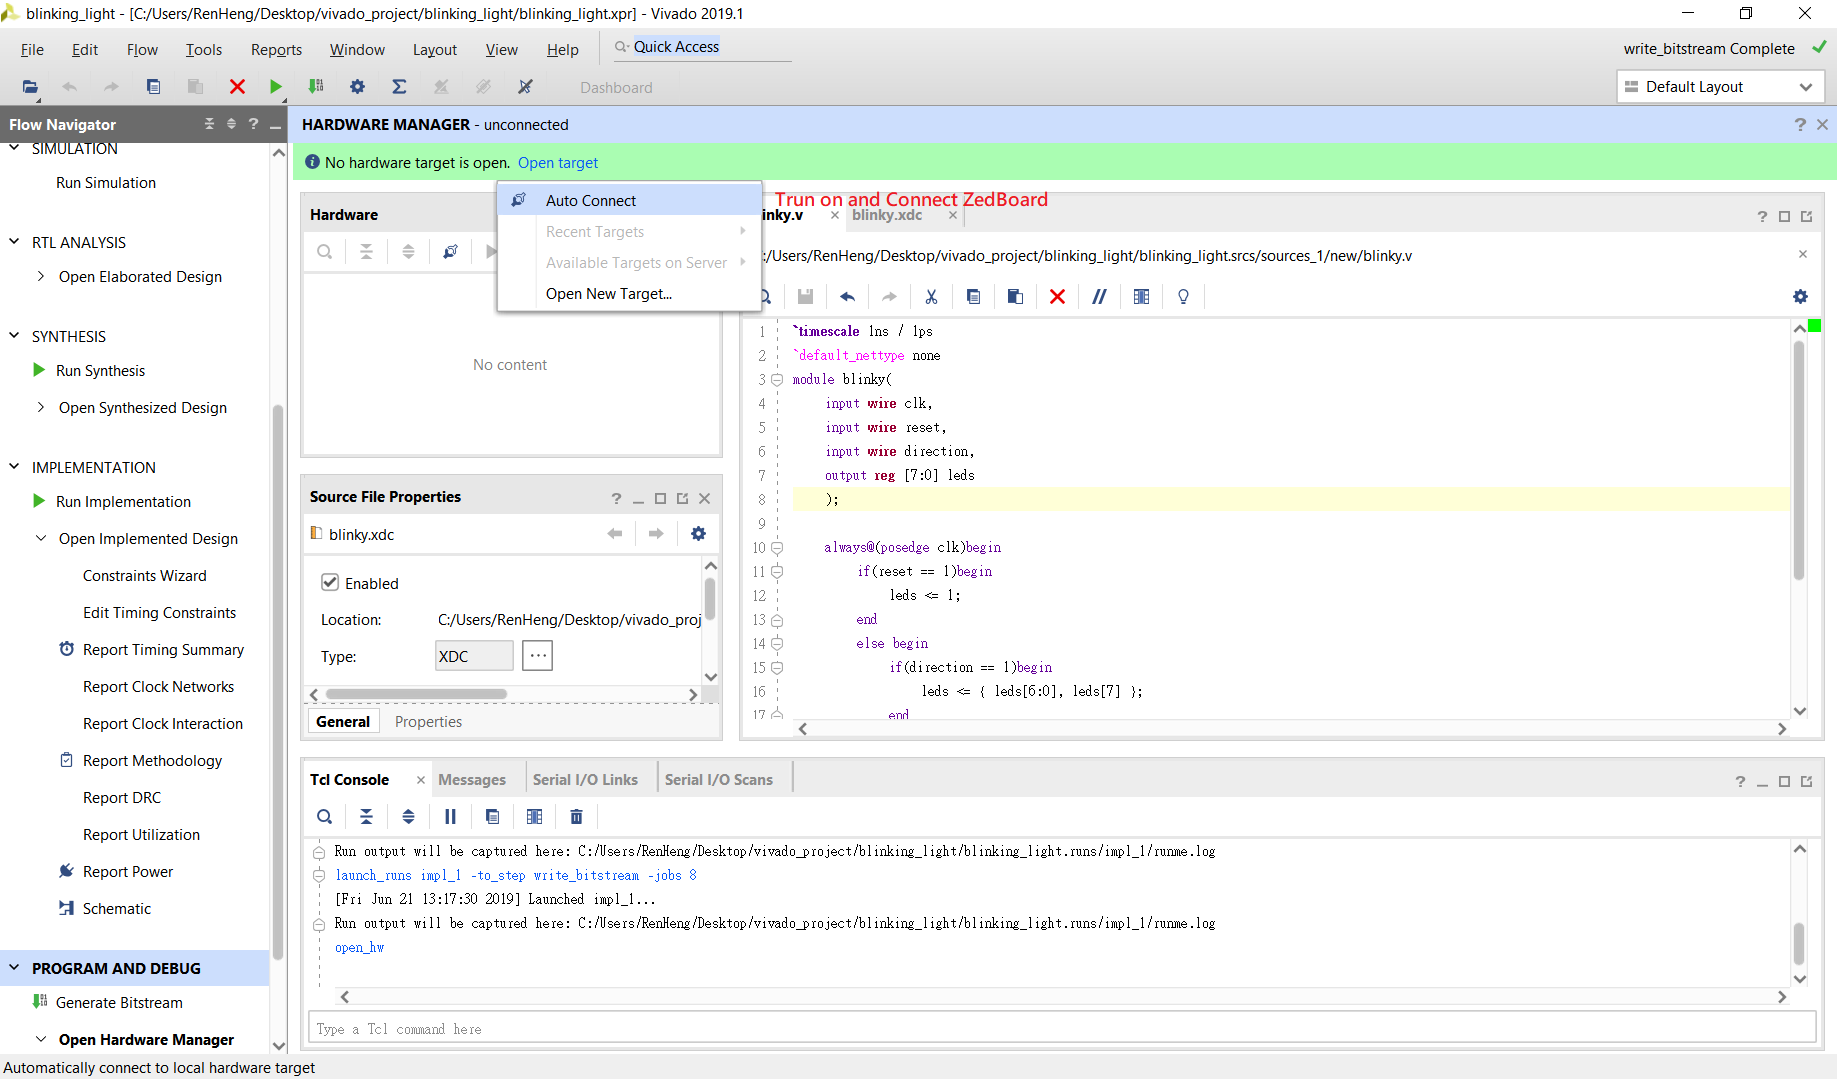 blinking_light - [C:/Users/RenHeng/Desktop/vivado_project/blinking_light/blinking_light.xpr] - Vivado 2019.1
File Edit Flow Tools Reports Window Layout View Help Quick Access
write_bitstream Complete
Dashboard
Default Layout
Flow Navigator
SIMULATION
Run Simulation
RTL ANALYSIS
Open Elaborated Design
SYNTHESIS
Run Synthesis
Open Synthesized Design
IMPLEMENTATION
Run Implementation
Open Implemented Design
Constraints Wizard
Edit Timing Constraints
Report Timing Summary
Report Clock Networks
Report Clock Interaction
Report Methodology
Report DRC
Report Utilization
Report Power
Schematic
PROGRAM AND DEBUG
Generate Bitstream
Open Hardware Manager
HARDWARE MANAGER - unconnected
No hardware target is open. Open target
Auto Connect
Recent Targets
Available Targets on Server
Open New Target...
Trun on and Connect ZedBoard
Hardware
No content
Source File Properties
blinky.xdc
Enabled
Location: C:/Users/RenHeng/Desktop/vivado_proj
Type: XDC ...
General Properties
inky.v blinky.xdc
:/Users/RenHeng/Desktop/vivado_project/blinking_light/blinking_light.srcs/sources_1/new/blinky.v
1 `timescale 1ns / 1ps
2 `default_nettype none
3 module blinky(
4 input wire clk,
5 input wire reset,
6 input wire direction,
7 output reg [7:0] leds
8 );
9
10 always@(posedge clk)begin
11 if(reset == 1)begin
12 leds <= 1;
13 end
14 else begin
15 if(direction == 1)begin
16 leds <= { leds[6:0], leds[7] };
17 end
Tcl Console Messages Serial I/O Links Serial I/O Scans
Run output will be captured here: C:/Users/RenHeng/Desktop/vivado_project/blinking_light/blinking_light.runs/impl_1/runme.log
launch_runs impl_1 -to_step write_bitstream -jobs 8
[Fri Jun 21 13:17:30 2019] Launched impl_1...
Run output will be captured here: C:/Users/RenHeng/Desktop/vivado_project/blinking_light/blinking_light.runs/impl_1/runme.log
open_hw
Type a Tcl command here
Automatically connect to local hardware target